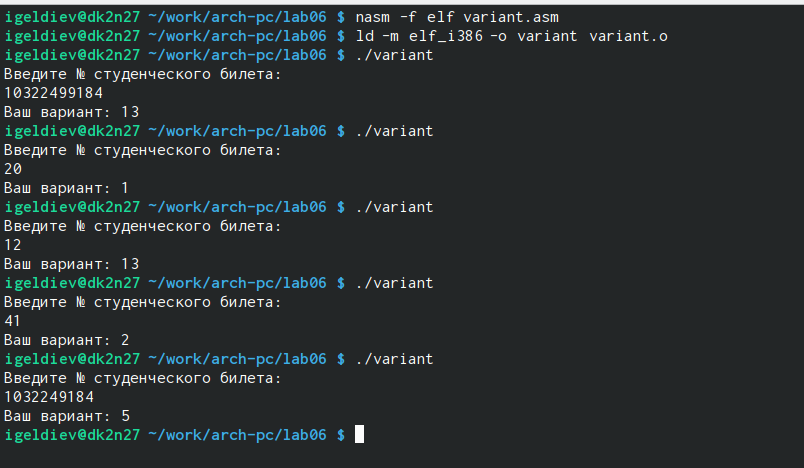 igeldiev@dk2n27 ~/work/arch-pc/lab06 $ nasm -f elf variant.asm
igeldiev@dk2n27 ~/work/arch-pc/lab06 $ ld -m elf_i386 -o variant variant.o
igeldiev@dk2n27 ~/work/arch-pc/lab06 $ ./variant
Введите № студенческого билета:
10322499184
Ваш вариант: 13
igeldiev@dk2n27 ~/work/arch-pc/lab06 $ ./variant
Введите № студенческого билета:
20
Ваш вариант: 1
igeldiev@dk2n27 ~/work/arch-pc/lab06 $ ./variant
Введите № студенческого билета:
12
Ваш вариант: 13
igeldiev@dk2n27 ~/work/arch-pc/lab06 $ ./variant
Введите № студенческого билета:
41
Ваш вариант: 2
igeldiev@dk2n27 ~/work/arch-pc/lab06 $ ./variant
Введите № студенческого билета:
1032249184
Ваш вариант: 5
igeldiev@dk2n27 ~/work/arch-pc/lab06 $